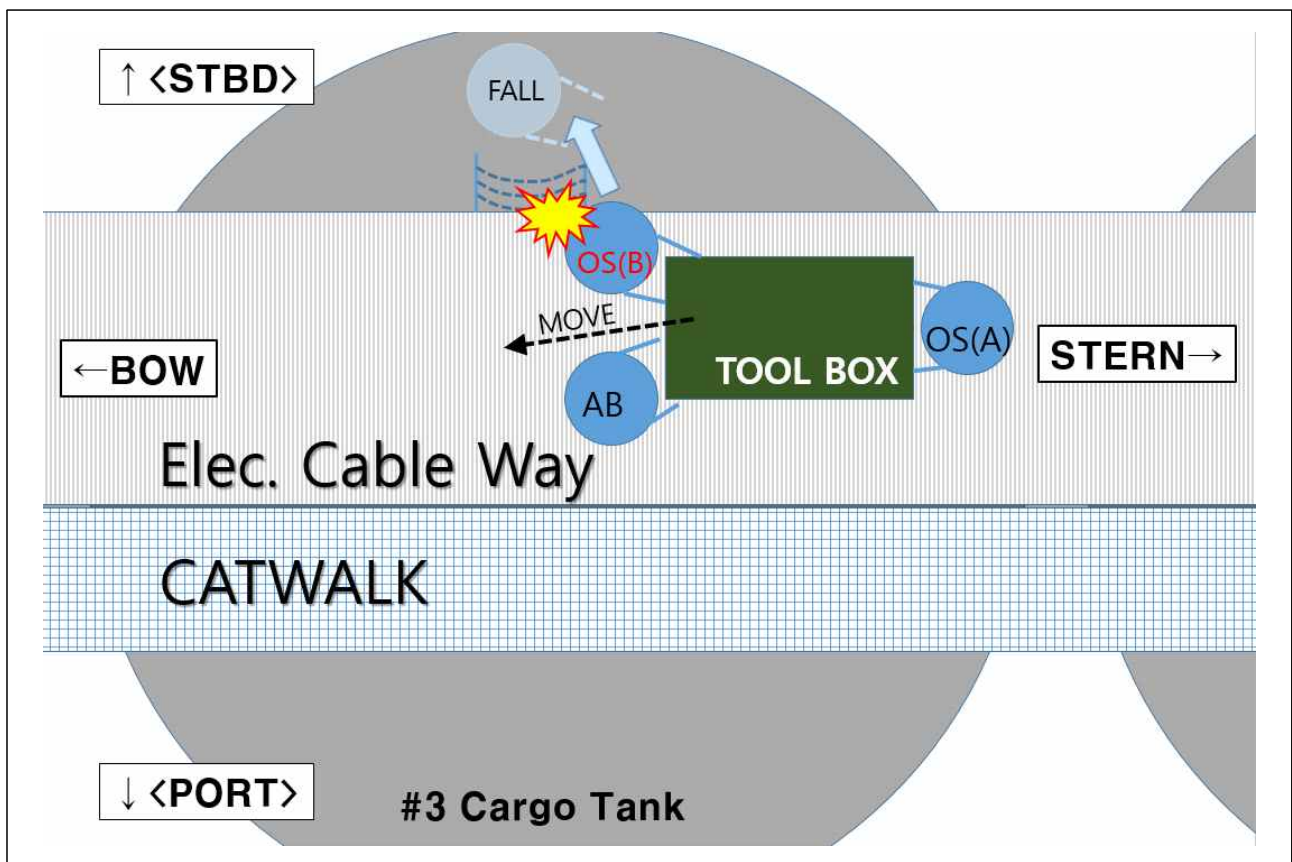 ↑ <STBD>
FALL
OS(B)
MOVE
OS(A)
←BOW
TOOL BOX
STERN→
AB
Elec. Cable Way
CATWALK
↓ <PORT>
#3 Cargo Tank